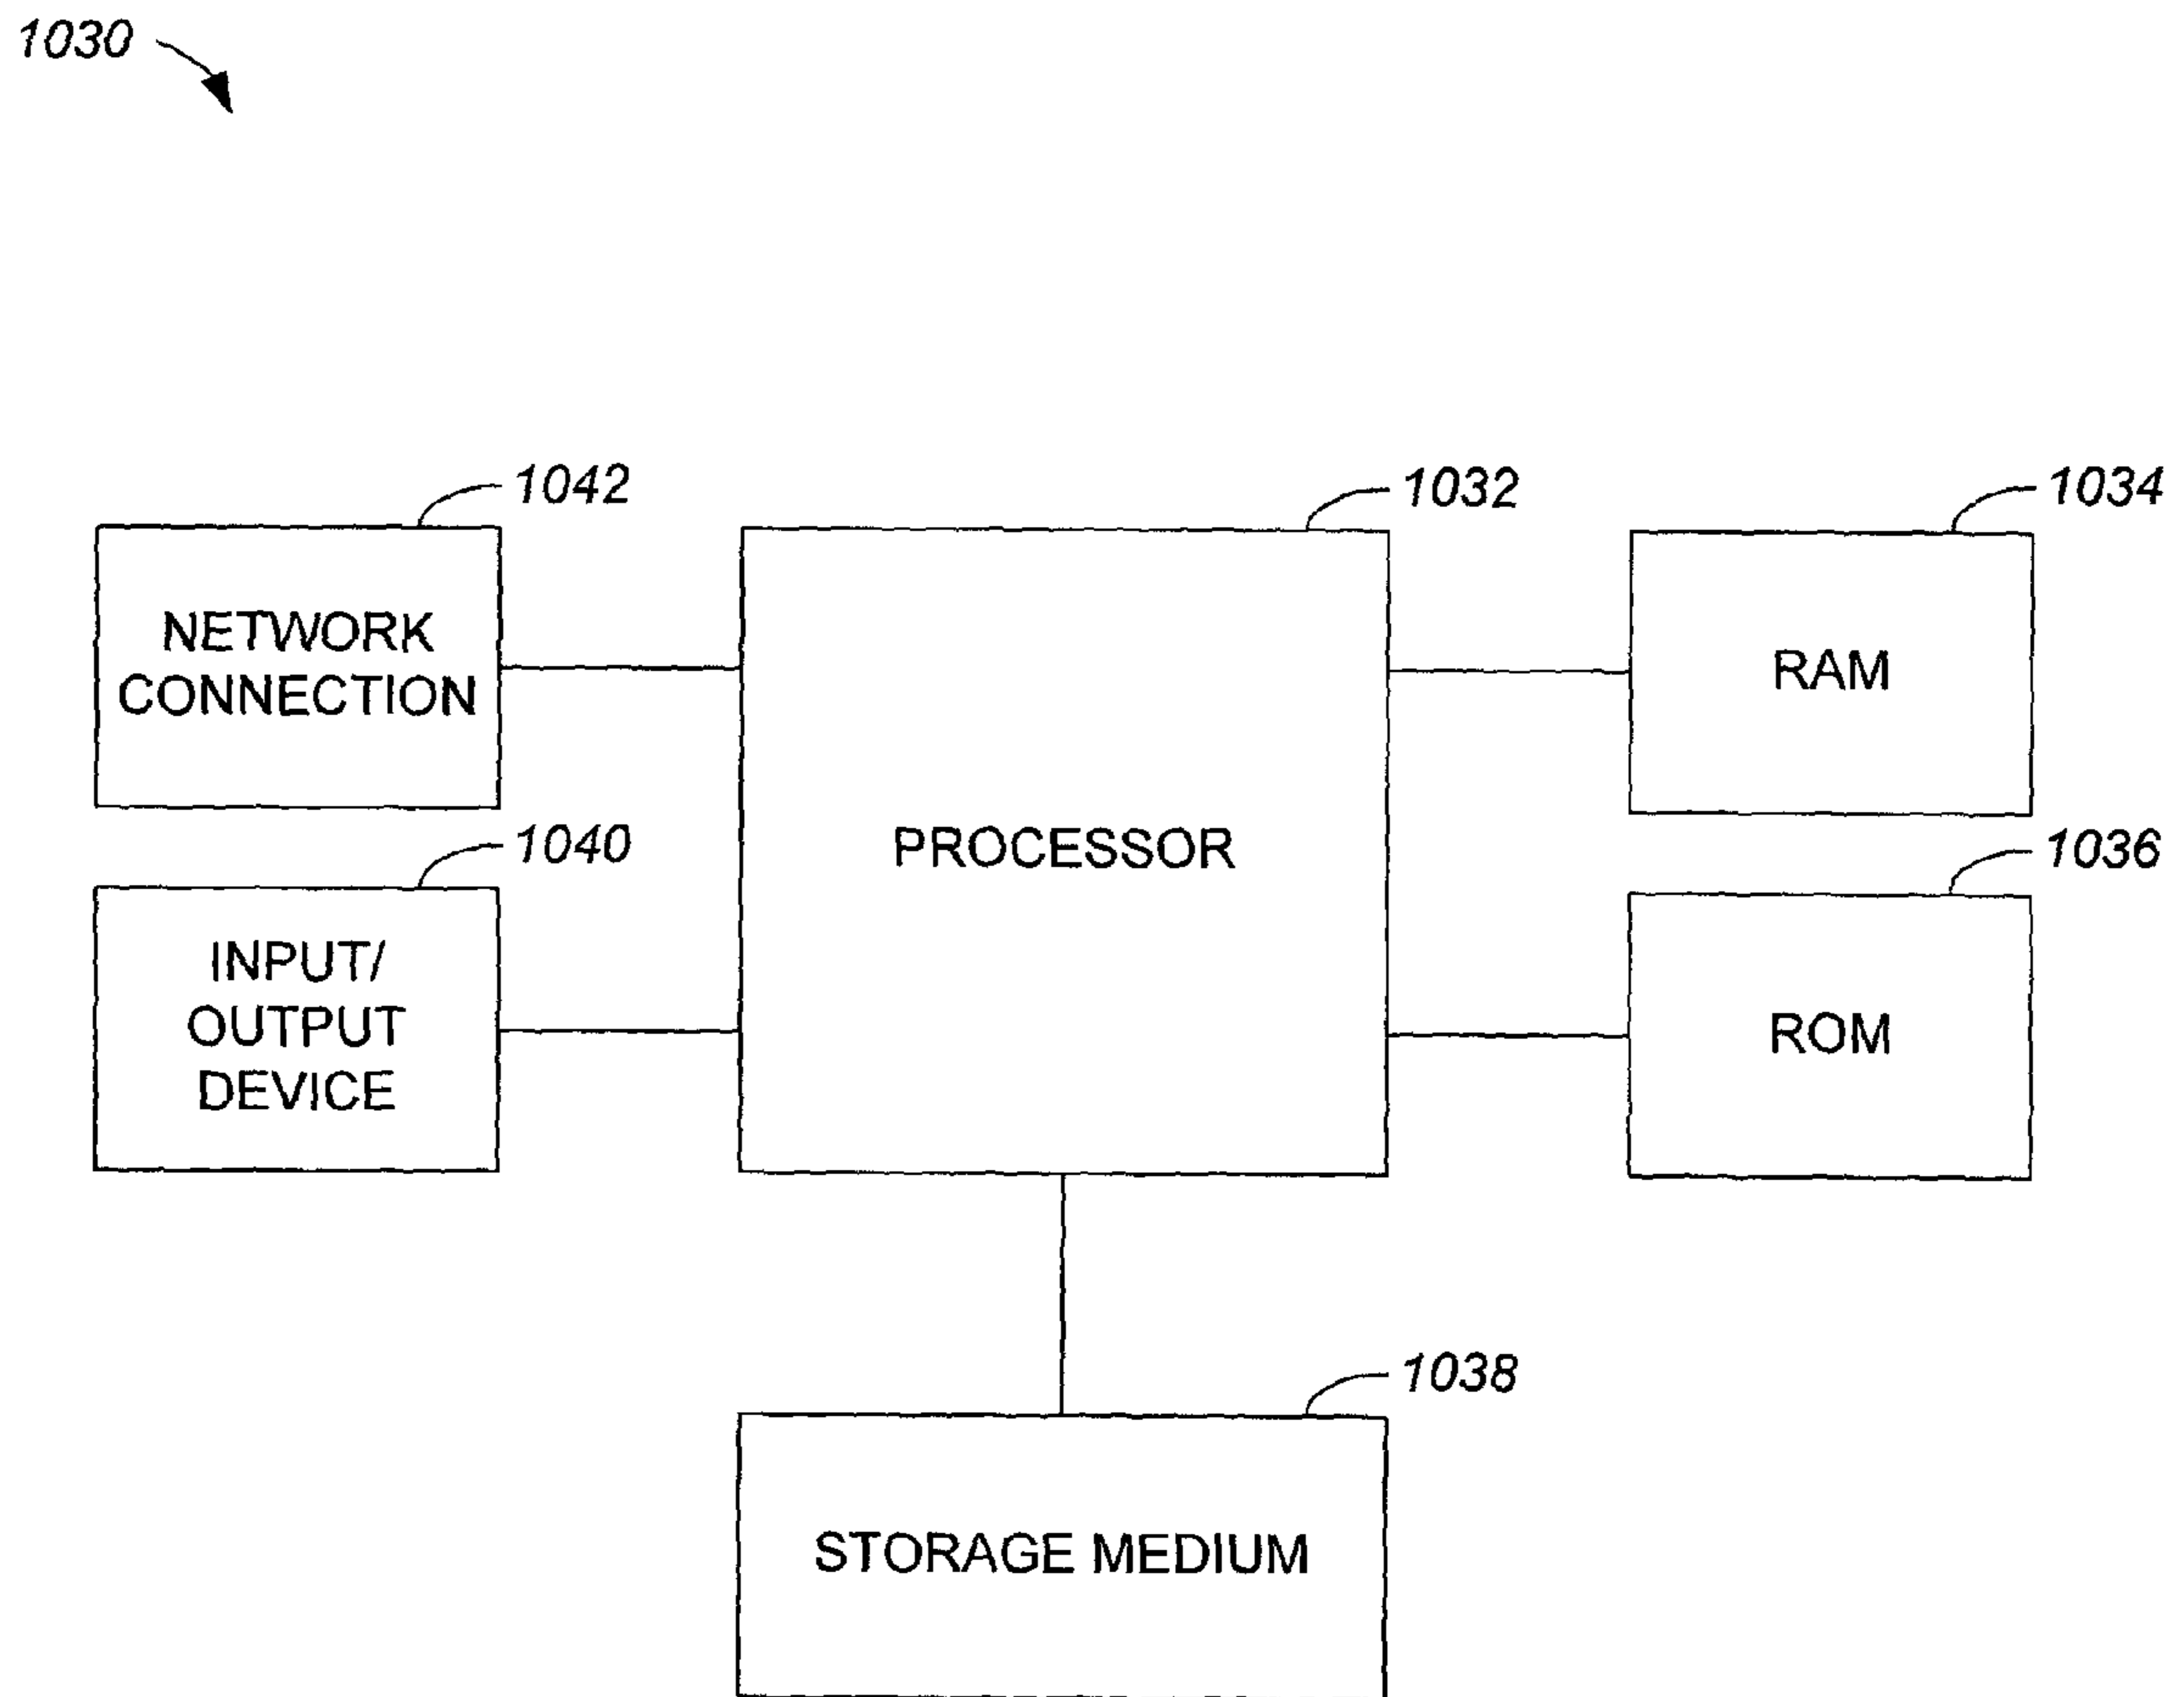 1030
1042
1032
1034
NETWORK
CONNECTION
RAM
1040
PROCESSOR
1036
INPUT/
OUTPUT
DEVICE
ROM
1038
STORAGE MEDIUM